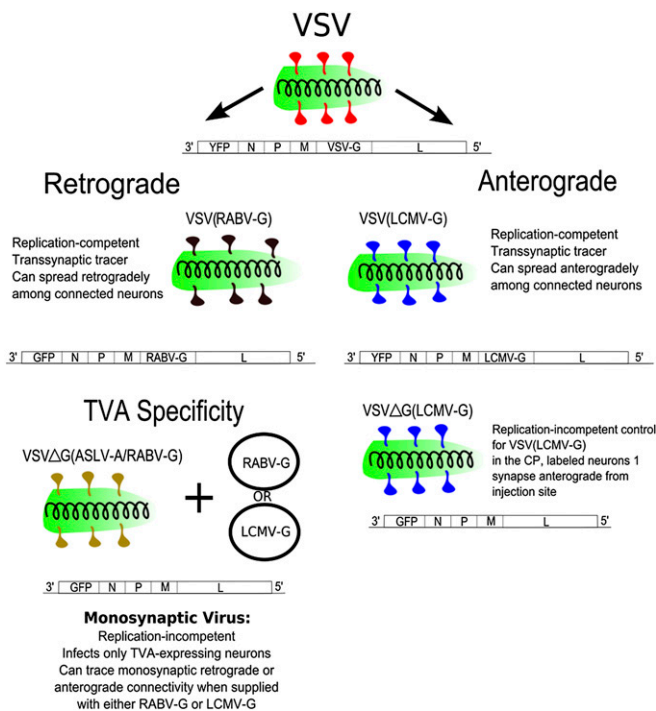 VSV
3' YFP N P M VSV-G L 5'
Retrograde
VSV(RABV-G)
Replication-competent
Transsynaptic tracer
Can spread retrogradely
among connected neurons
3' GFP N P M RABV-G L 5'
Anterograde
VSV(LCMV-G)
Replication-competent
Transsynaptic tracer
Can spread anterogradely
among connected neurons
3' YFP N P M LCMV-G L 5'
TVA Specificity
VSV△G(ASLV-A/RABV-G)
+
RABV-G
OR
LCMV-G
3' GFP N P M L 5'
Monosynaptic Virus:
Replication-incompetent
Infects only TVA-expressing neurons
Can trace monosynaptic retrograde or
anterograde connectivity when supplied
with either RABV-G or LCMV-G
VSV△G(LCMV-G)
Replication-incompetent control
for VSV(LCMV-G)
in the CP, labeled neurons 1
synapse anterograde from
injection site
3' GFP N P M L 5'